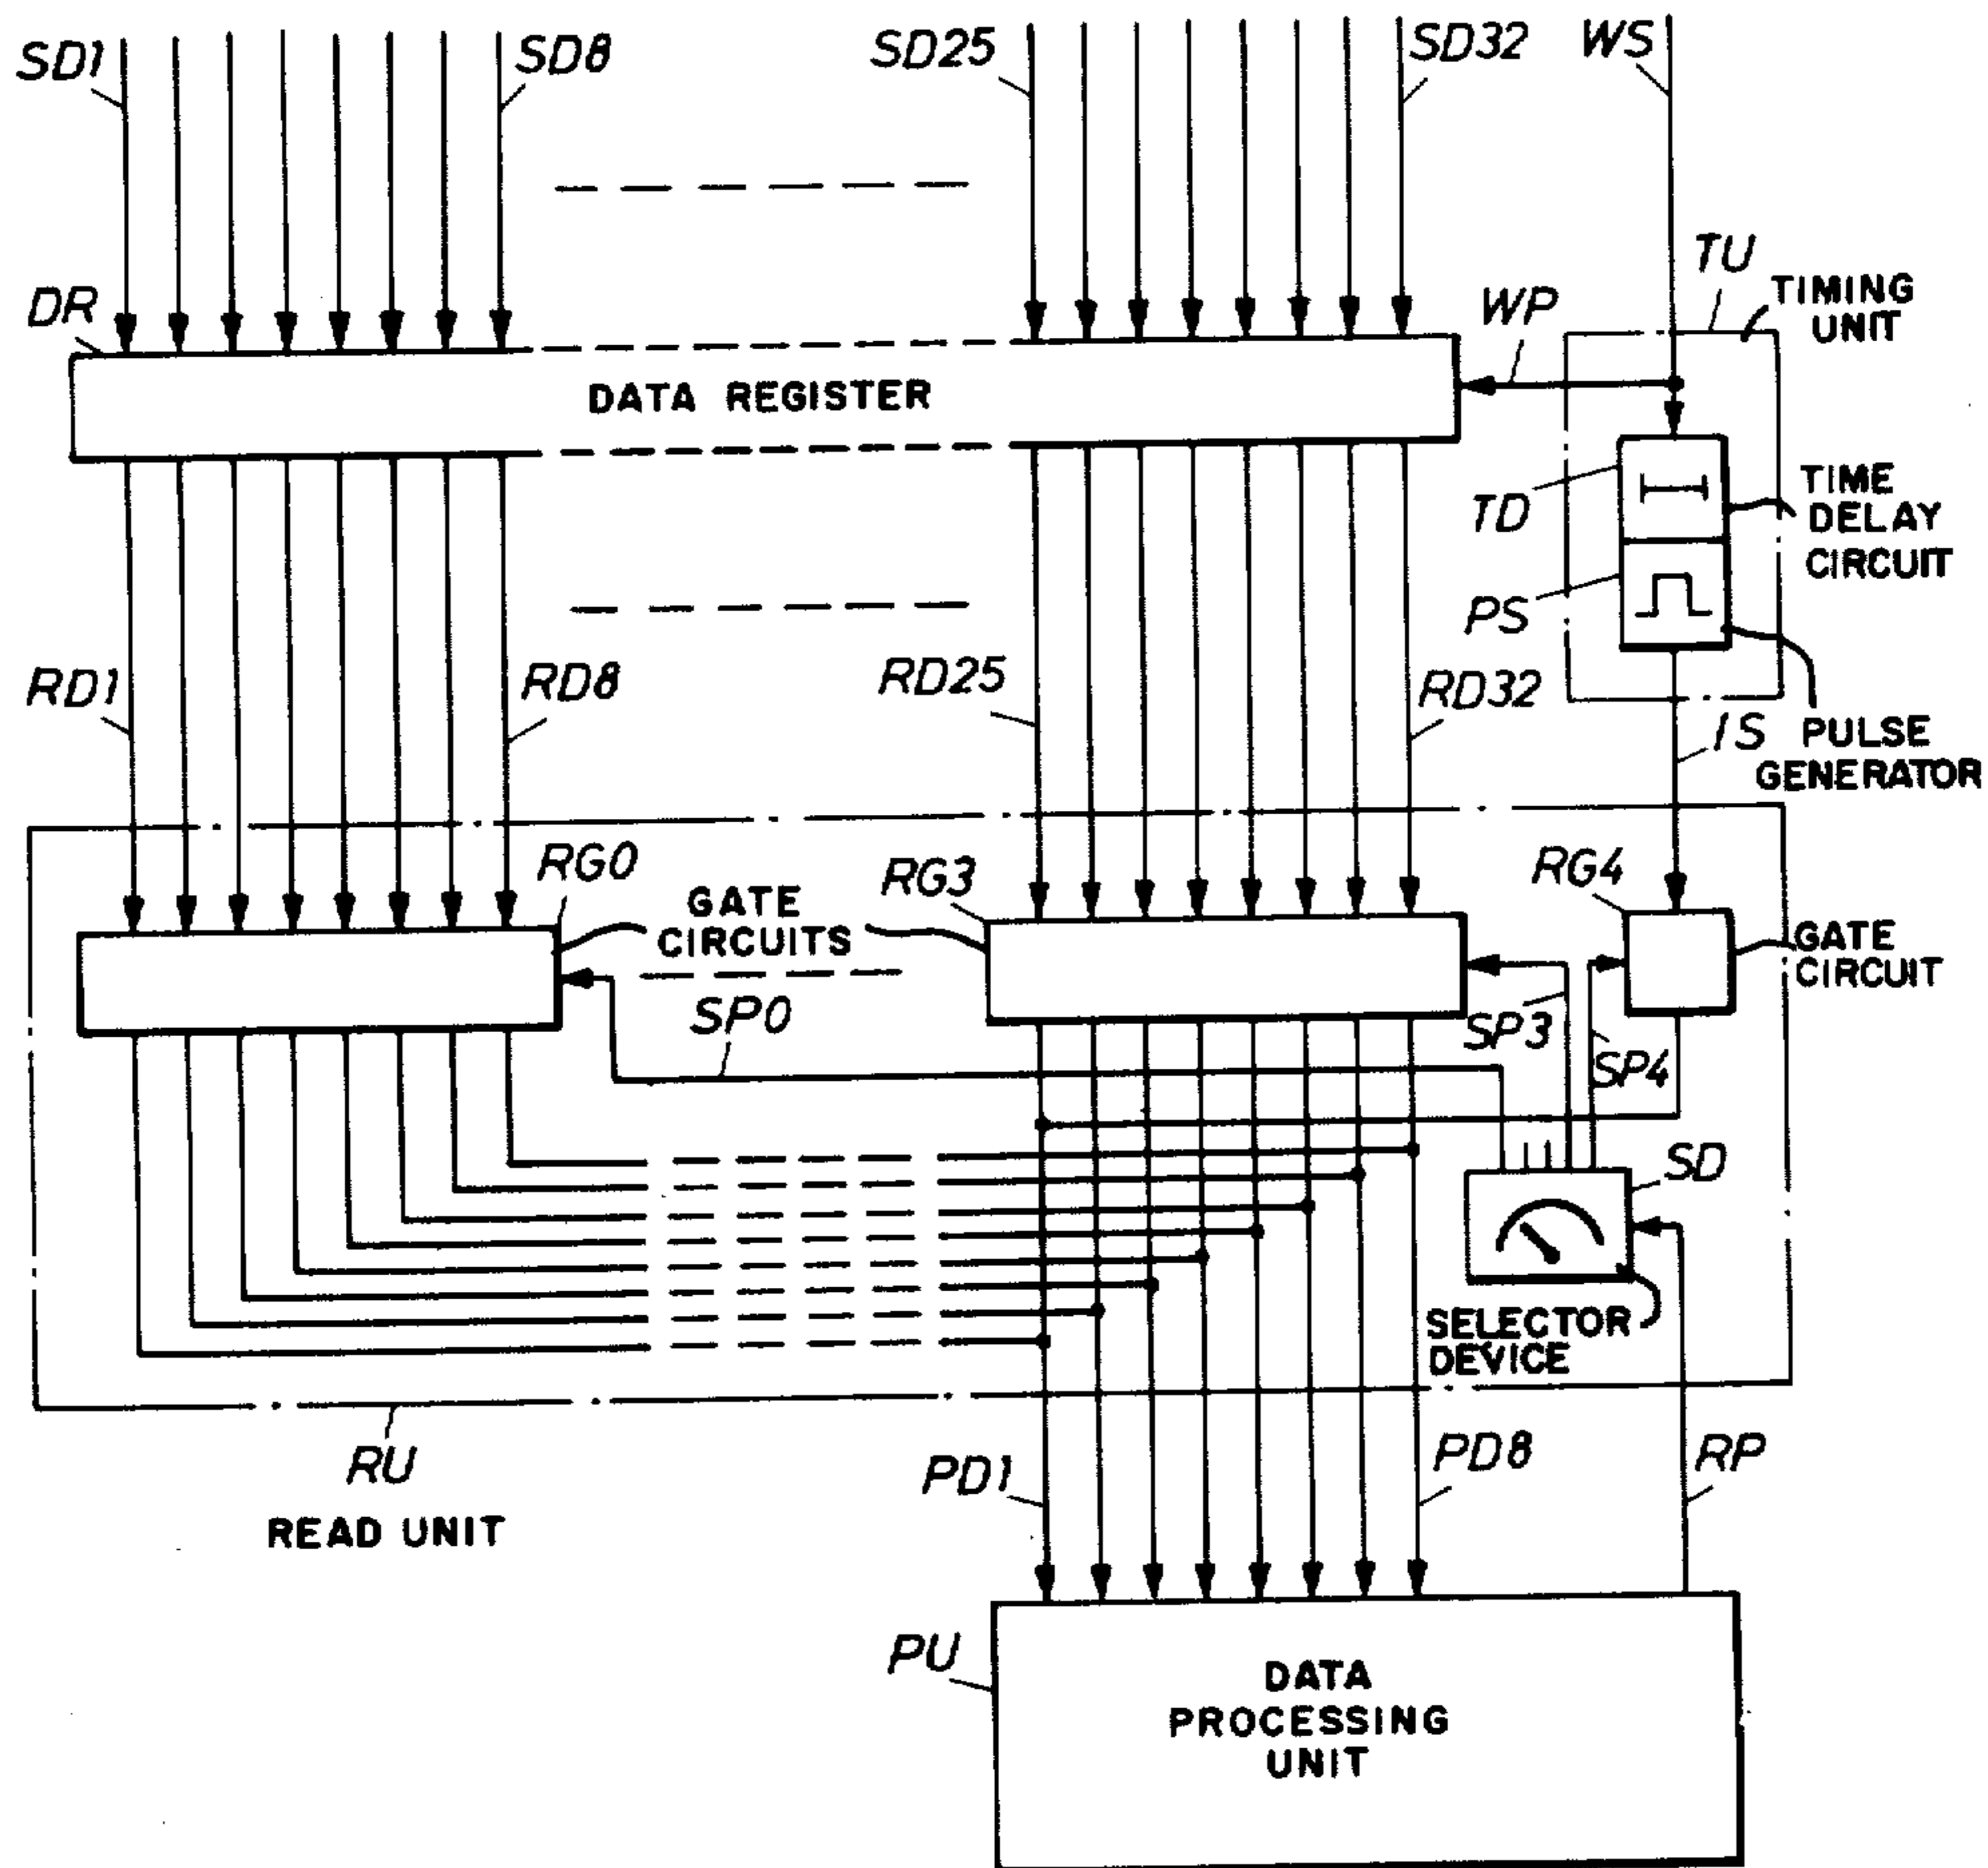 SD1
SD8
SD25
SD32
WS
TU
TIMING
UNIT
DR
WP
DATA REGISTER
TD
TIME
DELAY
CIRCUIT
PS
RD1
RD8
RD25
RD32
IS
PULSE
GENERATOR
RG0
GATE
CIRCUITS
RG3
RG4
GATE
CIRCUIT
SP0
SP3
SP4
SD
SELECTOR
DEVICE
RU
READ UNIT
PD1
PD8
RP
PU
DATA
PROCESSING
UNIT